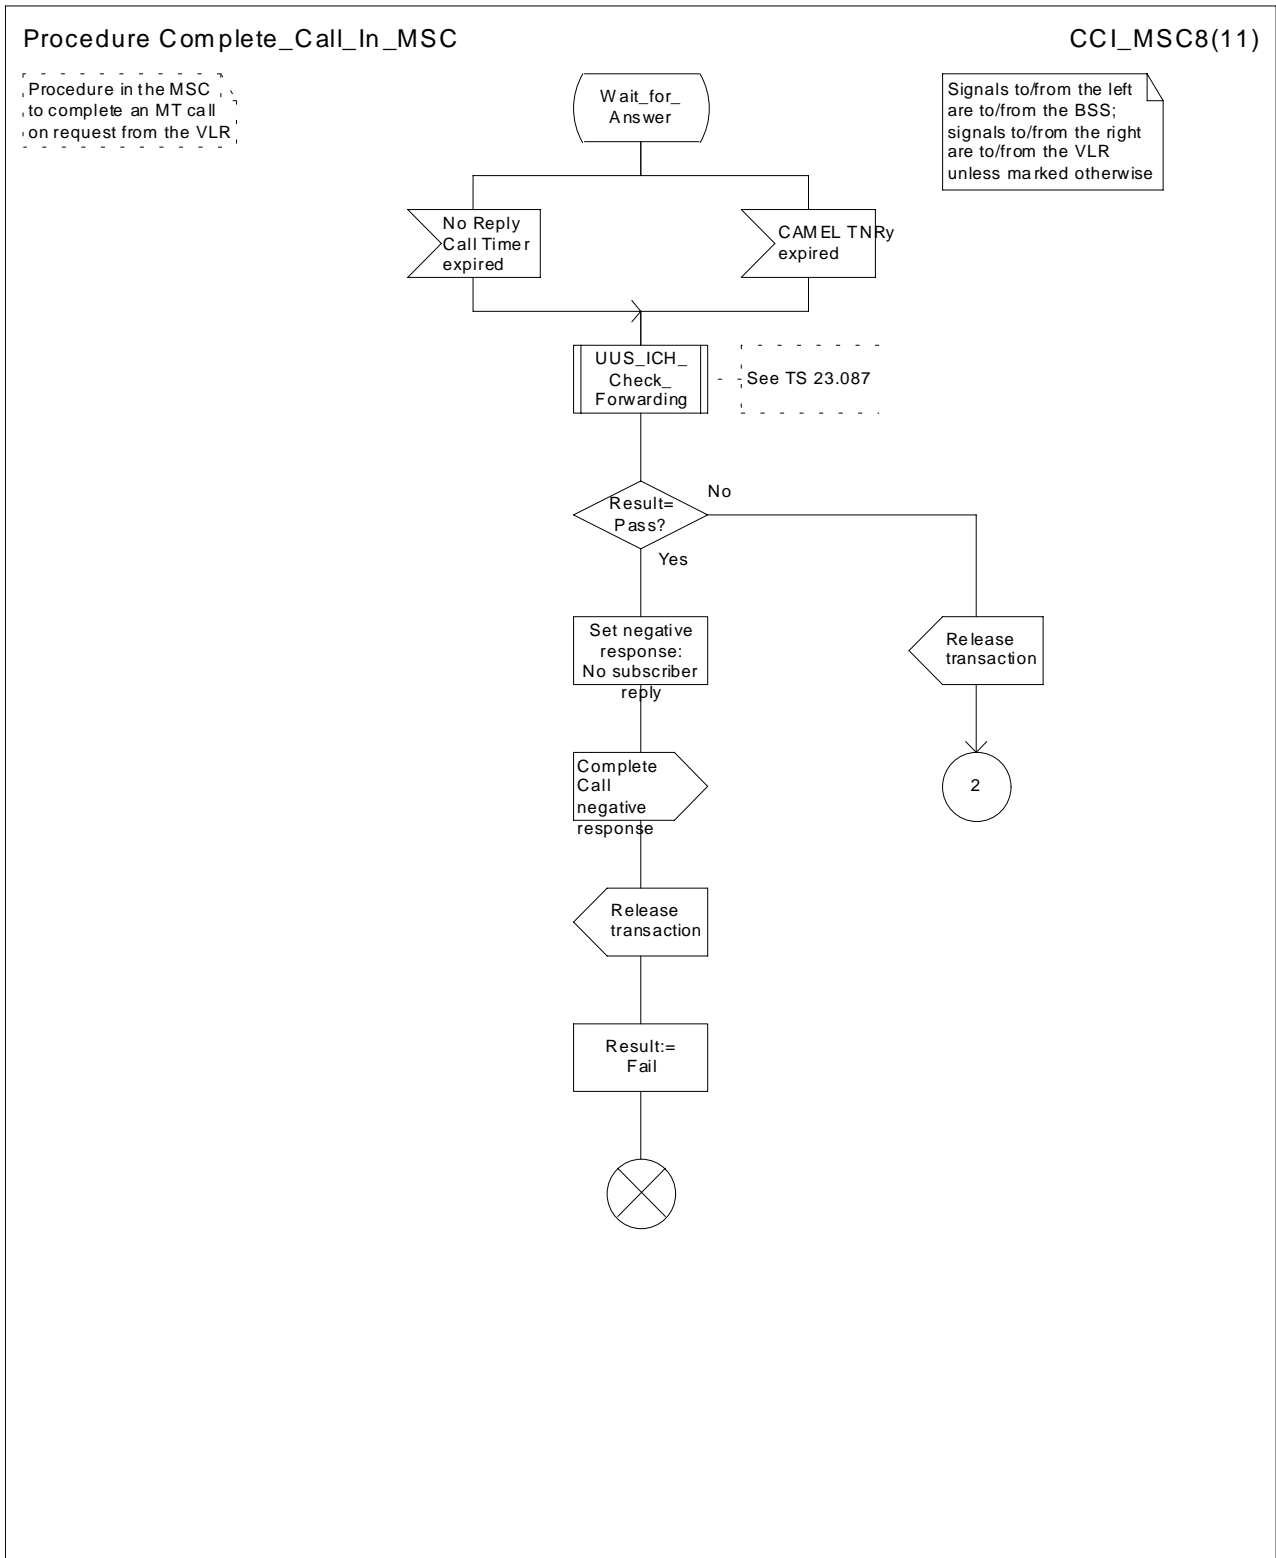 Procedure Complete_Call_In_MSC
CCI_MSC8(11)
Procedure in the MSC
to complete an MT call
on request from the VLR
Wait_for_
Answer
Signals to/from the left
are to/from the BSS;
signals to/from the right
are to/from the VLR
unless marked otherwise
No Reply
Call Timer
expired
CAMEL TNRy
expired
UUS_ICH_
Check_
Forwarding
See TS 23.087
Result=
Pass?
No
Yes
Set negative
response:
No subscriber
reply
Release
transaction
Complete
Call
negative
response
2
Release
transaction
Result:=
Fail